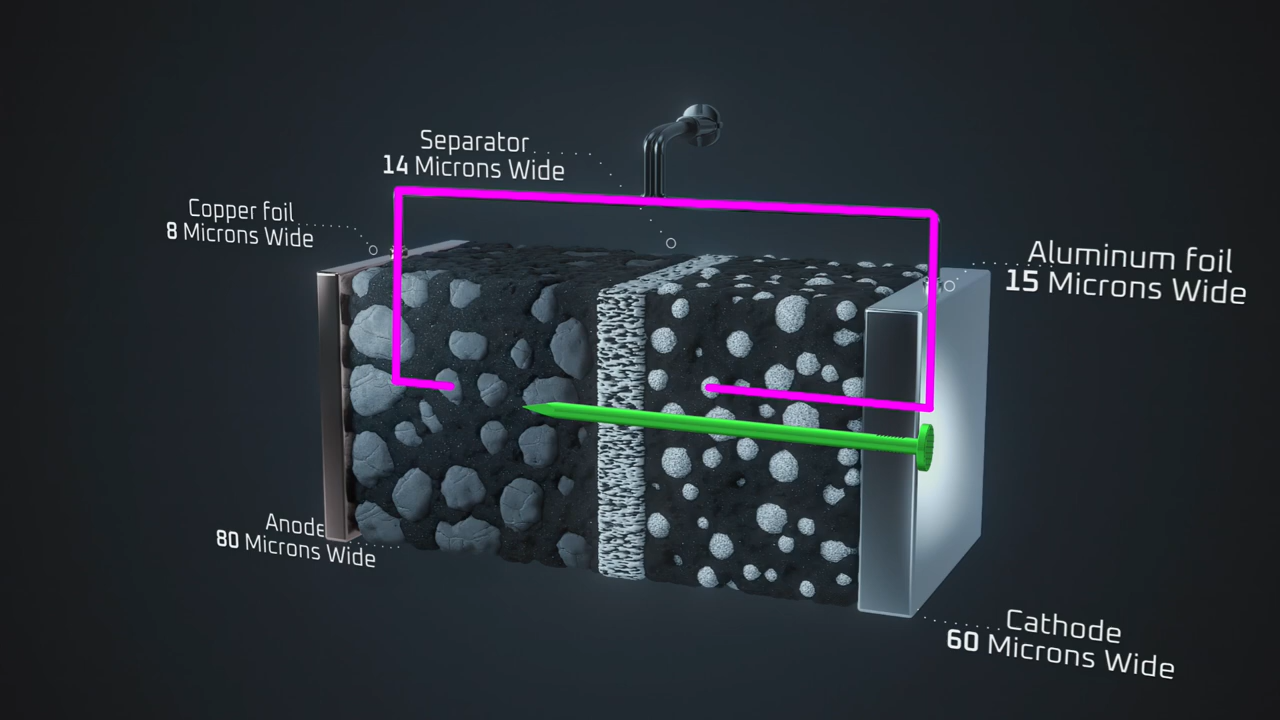 Separator
14 Microns Wide
Copper foil
8 Microns Wide
Aluminum foil
15 Microns Wide
Anode
80 Microns Wide
Cathode
60 Microns Wide